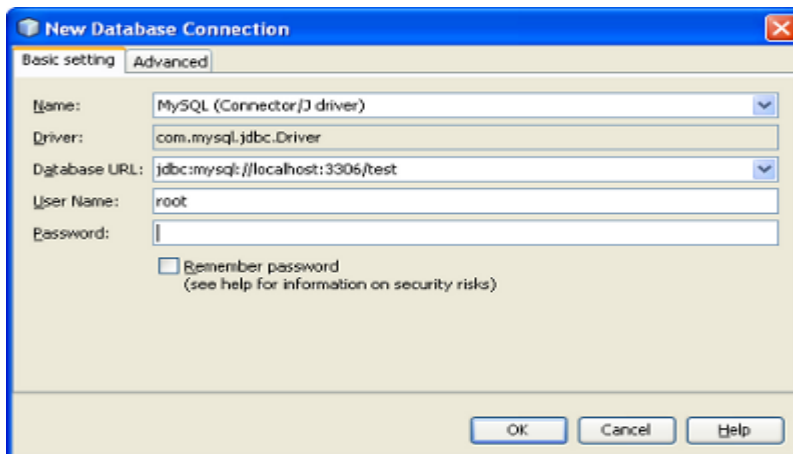 New Database Connection
Basic setting Advanced
Name: MySQL (Connector/J driver)
Driver: com.mysql.jdbc.Driver
Database URL: jdbc:mysql://localhost:3306/test
User Name: root
Password:
Remember password
(see help for information on security risks)
OK Cancel Help